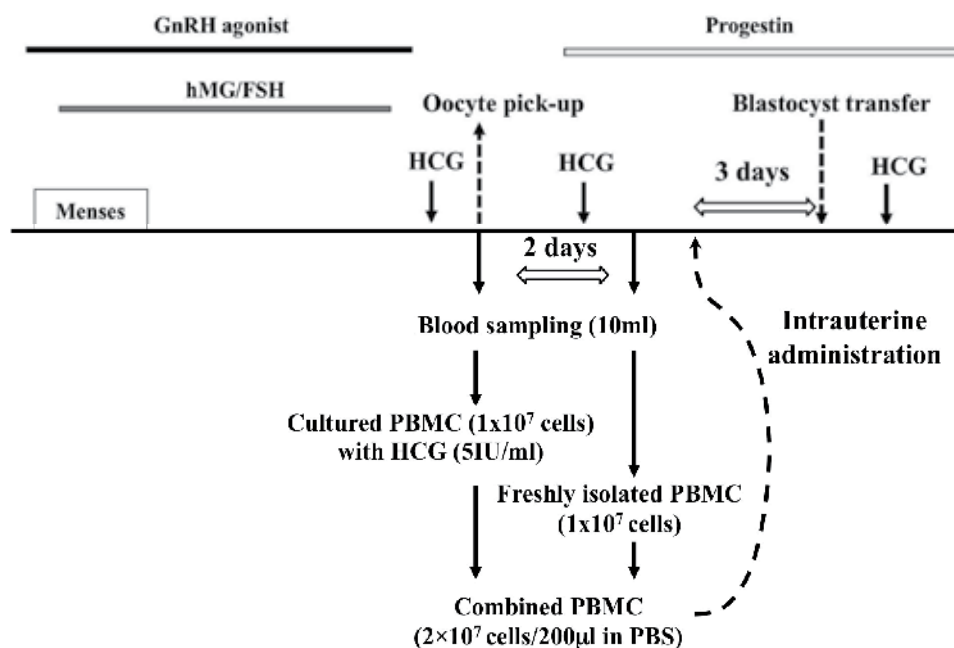 GnRH agonist
Progestin
hMG/FSH
Oocyte pick-up
Blastocyst transfer
HCG
HCG
3 days
HCG
Menses
2 days
Blood sampling (10ml)
Intrauterine
administration
Cultured PBMC (1x10⁷ cells)
with HCG (5IU/ml)
Freshly isolated PBMC
(1x10⁷ cells)
Combined PBMC
(2×10⁷ cells/200µl in PBS)